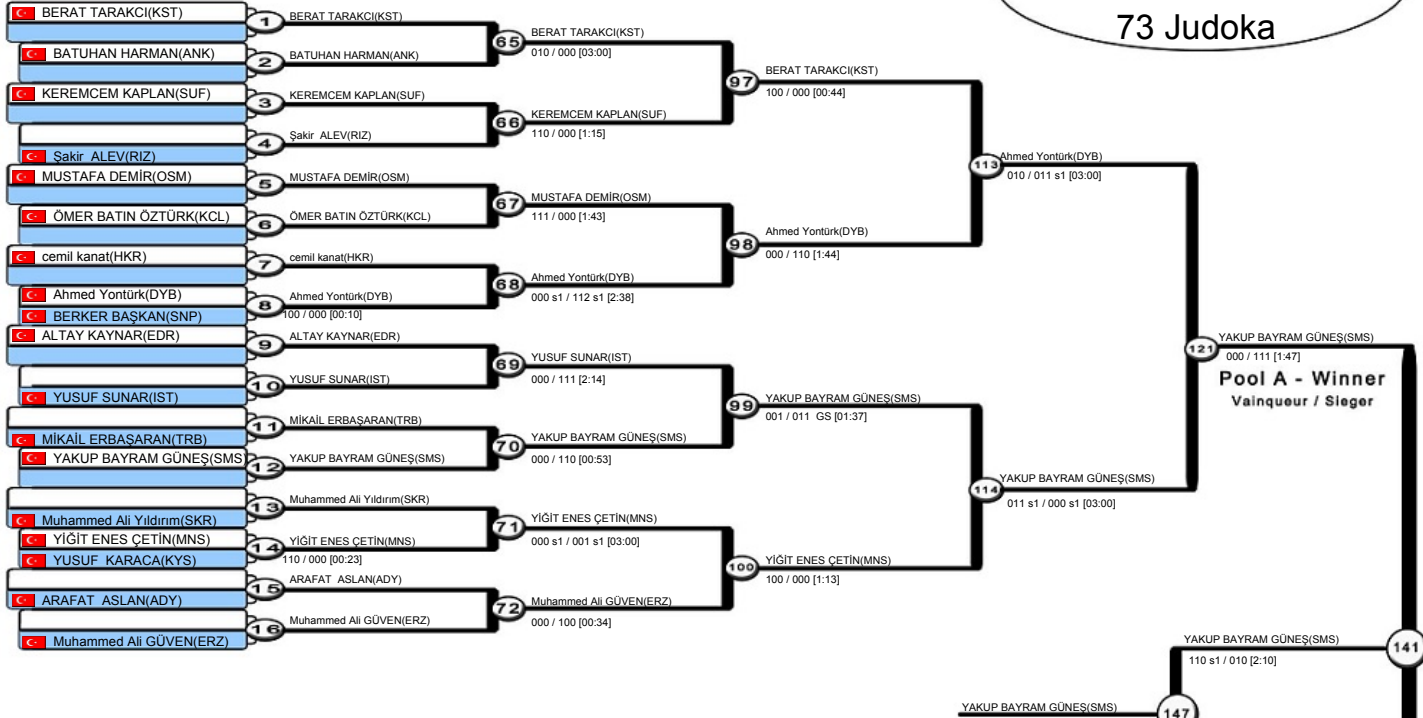 73 Judoka
BERAT TARAKCI(KST)
BATUHAN HARMAN(ANK)
KEREMCEM KAPLAN(SUF)
Şakir ALEV(RIZ)
MUSTAFA DEMİR(OSM)
ÖMER BATIN ÖZTÜRK(KCL)
cemil kanat(HKR)
Ahmed Yontürk(DYB)
BERKER BAŞKAN(SNP)
ALTAY KAYNAR(EDR)
YUSUF SUNAR(IST)
MİKAİL ERBAŞARAN(TRB)
YAKUP BAYRAM GÜNEŞ(SMS)
Muhammed Ali Yıldırım(SKR)
YİĞİT ENES ÇETİN(MNS)
YUSUF KARACA(KYS)
ARAFAT ASLAN(ADY)
Muhammed Ali GÜVEN(ERZ)
1 BERAT TARAKCI(KST)
2 BATUHAN HARMAN(ANK)
3 KEREMCEM KAPLAN(SUF)
4 Şakir ALEV(RIZ)
5 MUSTAFA DEMİR(OSM)
6 ÖMER BATIN ÖZTÜRK(KCL)
7 cemil kanat(HKR)
8 Ahmed Yontürk(DYB)
100 / 000 [00:10]
9 ALTAY KAYNAR(EDR)
10 YUSUF SUNAR(IST)
11 MİKAİL ERBAŞARAN(TRB)
12 YAKUP BAYRAM GÜNEŞ(SMS)
13 Muhammed Ali Yıldırım(SKR)
14 YİĞİT ENES ÇETİN(MNS)
110 / 000 [00:23]
15 ARAFAT ASLAN(ADY)
16 Muhammed Ali GÜVEN(ERZ)
65 BERAT TARAKCI(KST)
010 / 000 [03:00]
66 KEREMCEM KAPLAN(SUF)
110 / 000 [1:15]
67 MUSTAFA DEMİR(OSM)
111 / 000 [1:43]
68 Ahmed Yontürk(DYB)
000 s1 / 112 s1 [2:38]
69 YUSUF SUNAR(IST)
000 / 111 [2:14]
70 YAKUP BAYRAM GÜNEŞ(SMS)
000 / 110 [00:53]
71 YİĞİT ENES ÇETİN(MNS)
000 s1 / 001 s1 [03:00]
72 Muhammed Ali GÜVEN(ERZ)
000 / 100 [00:34]
97 BERAT TARAKCI(KST)
100 / 000 [00:44]
98 Ahmed Yontürk(DYB)
000 / 110 [1:44]
99 YAKUP BAYRAM GÜNEŞ(SMS)
001 / 011 GS [01:37]
100 YİĞİT ENES ÇETİN(MNS)
100 / 000 [1:13]
113 Ahmed Yontürk(DYB)
010 / 011 s1 [03:00]
114 YAKUP BAYRAM GÜNEŞ(SMS)
011 s1 / 000 s1 [03:00]
121 YAKUP BAYRAM GÜNEŞ(SMS)
000 / 111 [1:47]
Pool A - Winner
Vainqueur / Sieger
YAKUP BAYRAM GÜNEŞ(SMS) 141
110 s1 / 010 [2:10]
YAKUP BAYRAM GÜNEŞ(SMS) 147